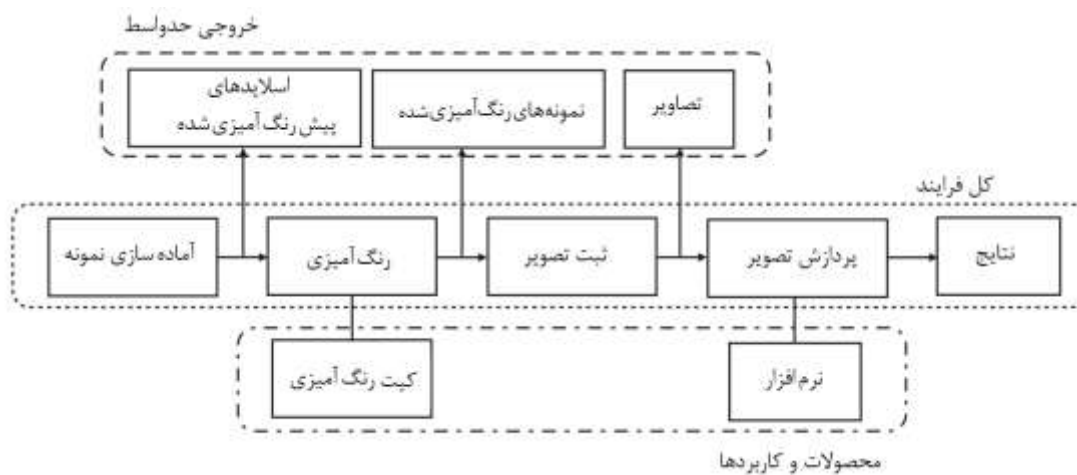 خروجی حدواسط
اسلایدهای
پیش رنگ آمیزی شده
نمونه‌های رنگ‌آمیزی شده
تصاویر
کل فرایند
آماده سازی نمونه
رنگ آمیزی
ثبت تصویر
پردازش تصویر
نتایج
کیت رنگ آمیزی
نرم افزار
محصولات و کاربردها